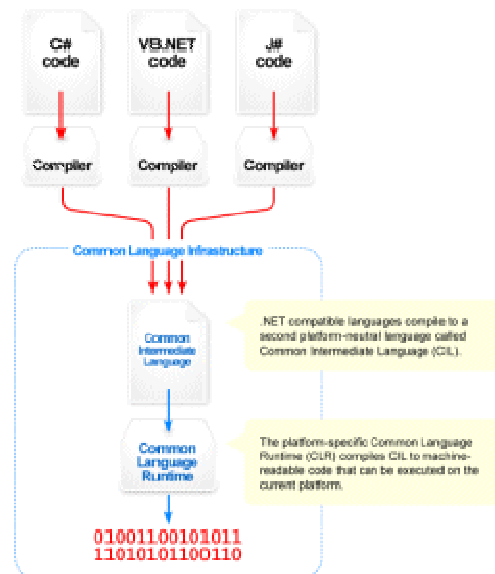 C#
code
VB.NET
code
J#
code
Compiler
Compiler
Compiler
Common Language Infrastructure
Common
Intermediate
Language
.NET compatible languages compile to a
second platform-neutral language called
Common Intermediate Language (CIL).
Common
Language
Runtime
The platform-specific Common Language
Runtime (CLR) compiles CIL to machine-
readable code that can be executed on the
current platform.
01001100101011
11010101100110